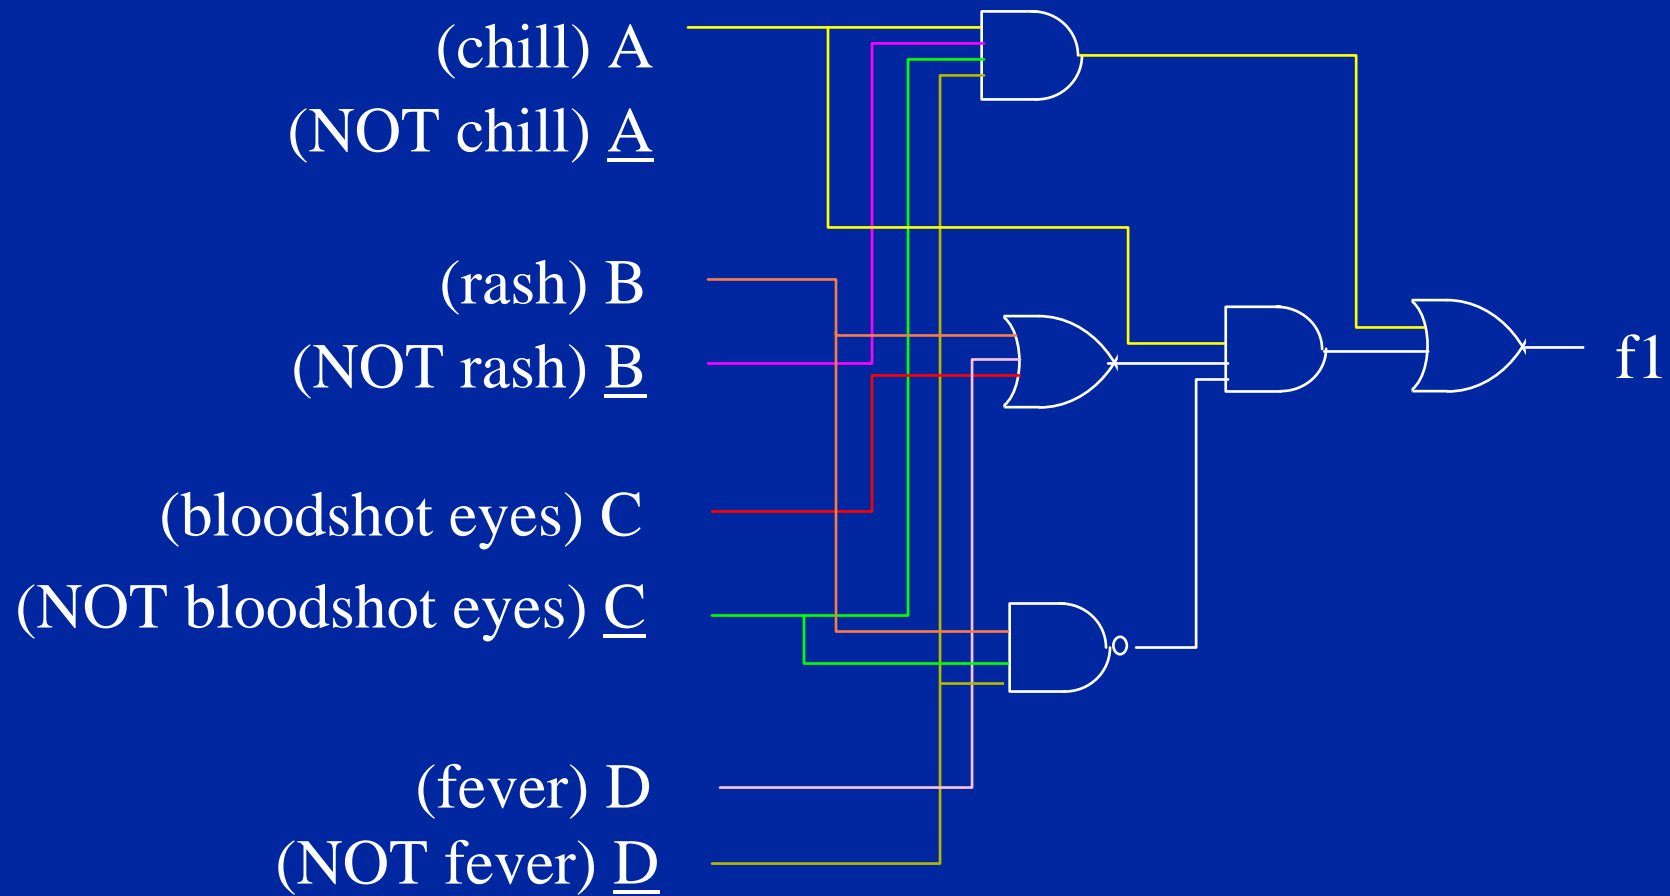 (chill) A
(NOT chill) A
(rash) B
(NOT rash) B
f1
(bloodshot eyes) C
(NOT bloodshot eyes) C
(fever) D
(NOT fever) D